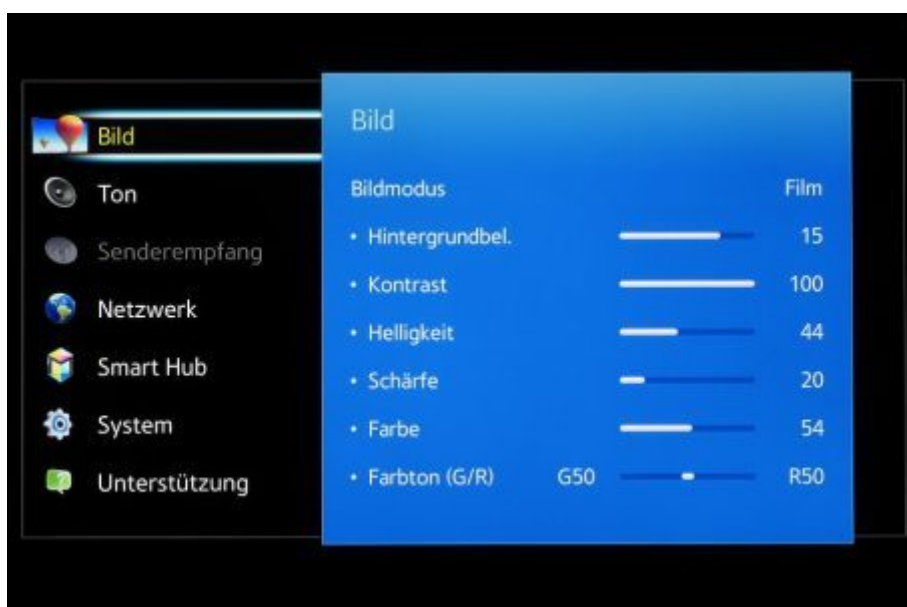 Bild
Ton
Senderempfang
Netzwerk
Smart Hub
System
Unterstützung
Bild
Bildmodus Film
• Hintergrundbel. 15
• Kontrast 100
• Helligkeit 44
• Schärfe 20
• Farbe 54
• Farbton (G/R) G50 R50